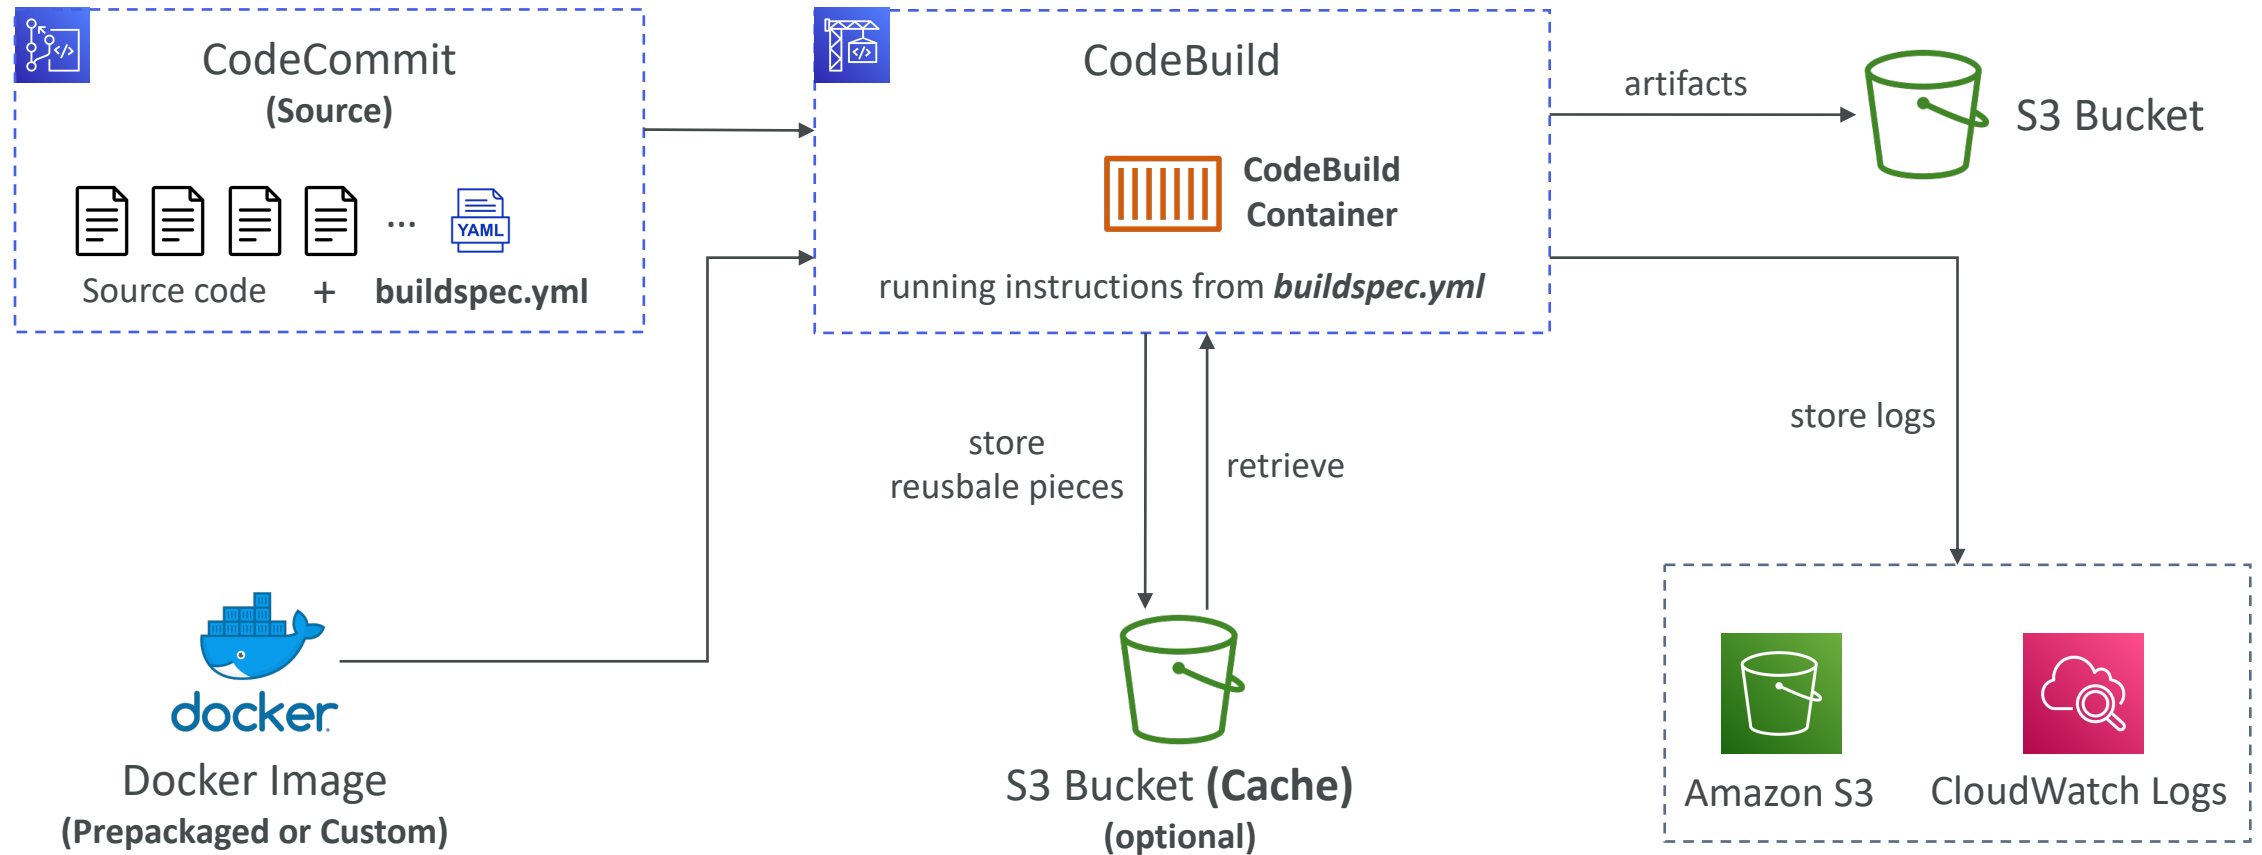 CodeCommit
(Source)
...
YAML
Source code + buildspec.yml
CodeBuild
CodeBuild
Container
running instructions from buildspec.yml
artifacts
S3 Bucket
store
reusbale pieces
retrieve
store logs
docker
Docker Image
(Prepackaged or Custom)
S3 Bucket (Cache)
(optional)
Amazon S3
CloudWatch Logs